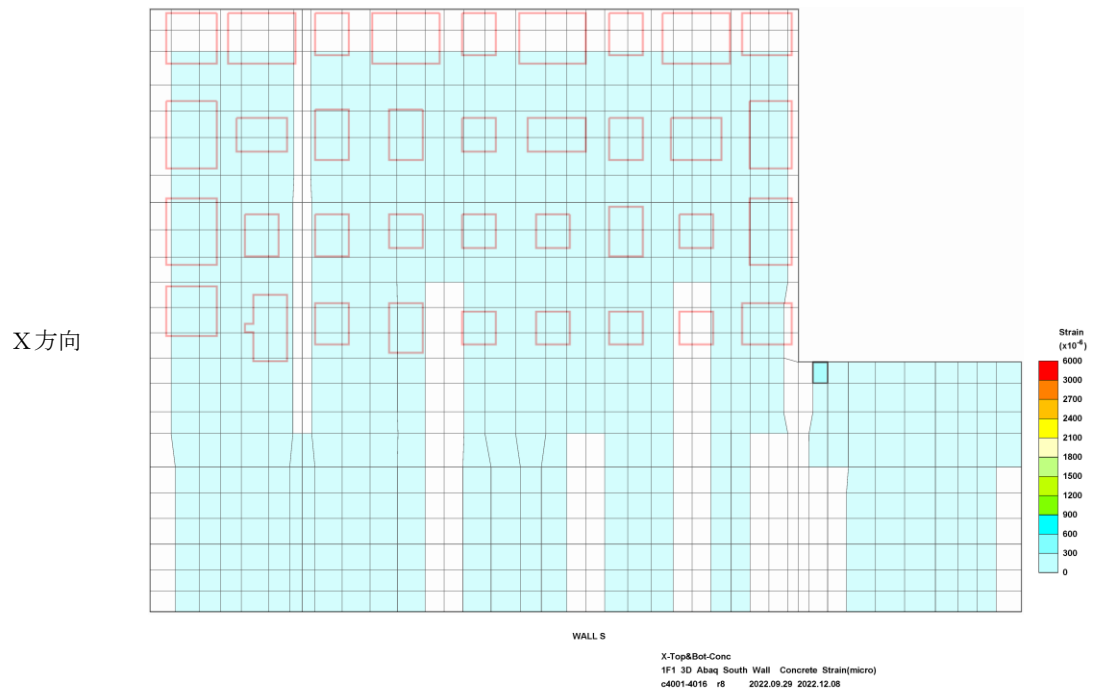 X方向
Strain
(x10⁻⁶)
6000
3000
2700
2400
2100
1800
1500
1200
900
600
300
0
WALL S
X-Top&Bot-Conc
1F1 3D Abaq South Wall Concrete Strain(micro)
c4001-4016 r8 2022.09.29 2022.12.08